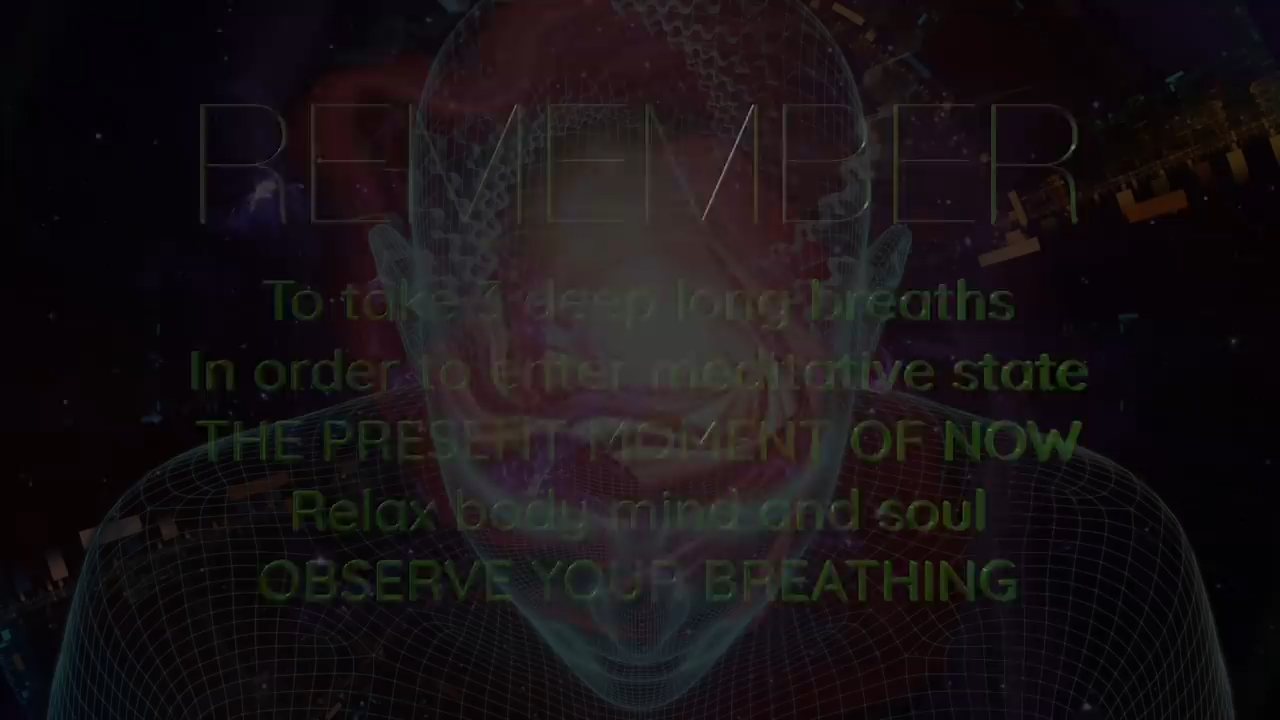 REMEMBER
To take 3 deep long breaths
In order to enter meditative state
THE PRESENT MOMENT OF NOW
Relax body mind and soul
OBSERVE YOUR BREATHING